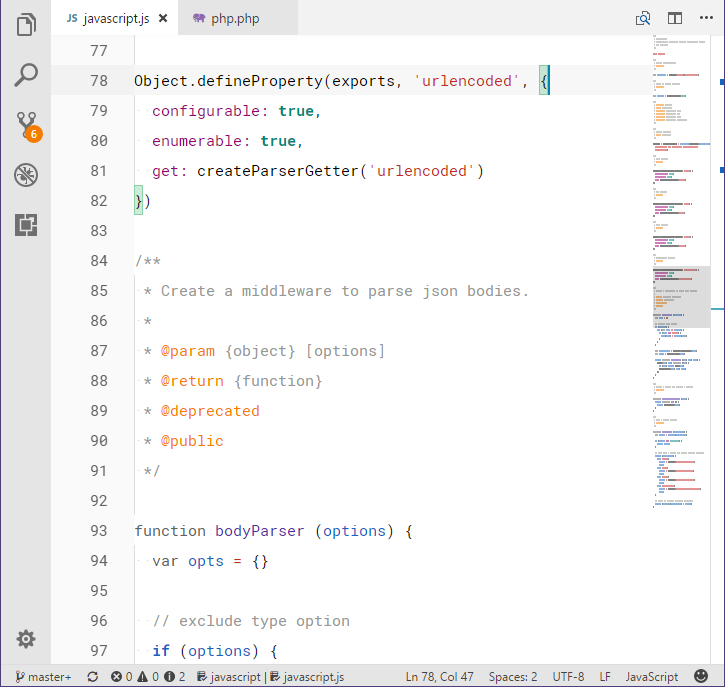 JS javascript.js × php php.php
77
78 Object.defineProperty(exports, 'urlencoded', {
79 configurable: true,
80 enumerable: true,
81 get: createParserGetter('urlencoded')
82 })
83
84 /**
85 * Create a middleware to parse json bodies.
86 *
87 * @param {object} [options]
88 * @return {function}
89 * @deprecated
90 * @public
91 */
92
93 function bodyParser (options) {
94 var opts = {}
95
96 // exclude type option
97 if (options) {
6
master+ 0 0 2 javascript | javascript.js Ln 78, Col 47 Spaces: 2 UTF-8 LF JavaScript